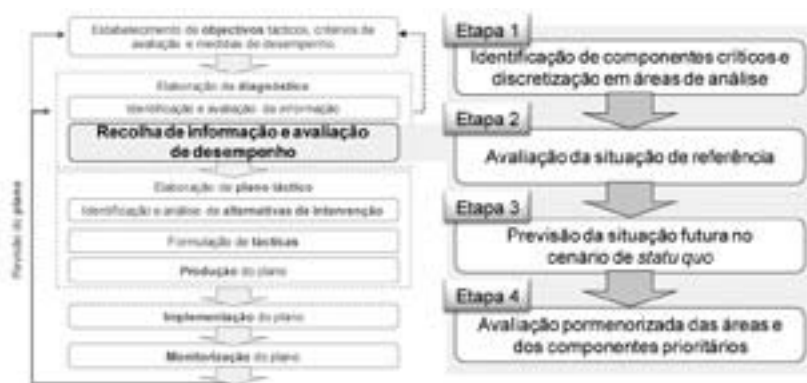 Estabelecimento de objectivos tácticos, critérios de
avaliação e medidas de desempenho.
Elaboração de diagnóstico
Identificação e avaliação da informação
Recolha de informação e avaliação
de desempenho
Elaboração de plano táctico
Identificação e análise de alternativas de intervenção
Formulação de tácticas
Produção do plano
Implementação do plano
Monitorização do plano
Revisão do plano
Etapa 1
Identificação de componentes críticos e
discretização em áreas de análise
Etapa 2
Avaliação da situação de referência
Etapa 3
Previsão da situação futura no
cenário de statu quo
Etapa 4
Avaliação pormenorizada das áreas e
dos componentes prioritários